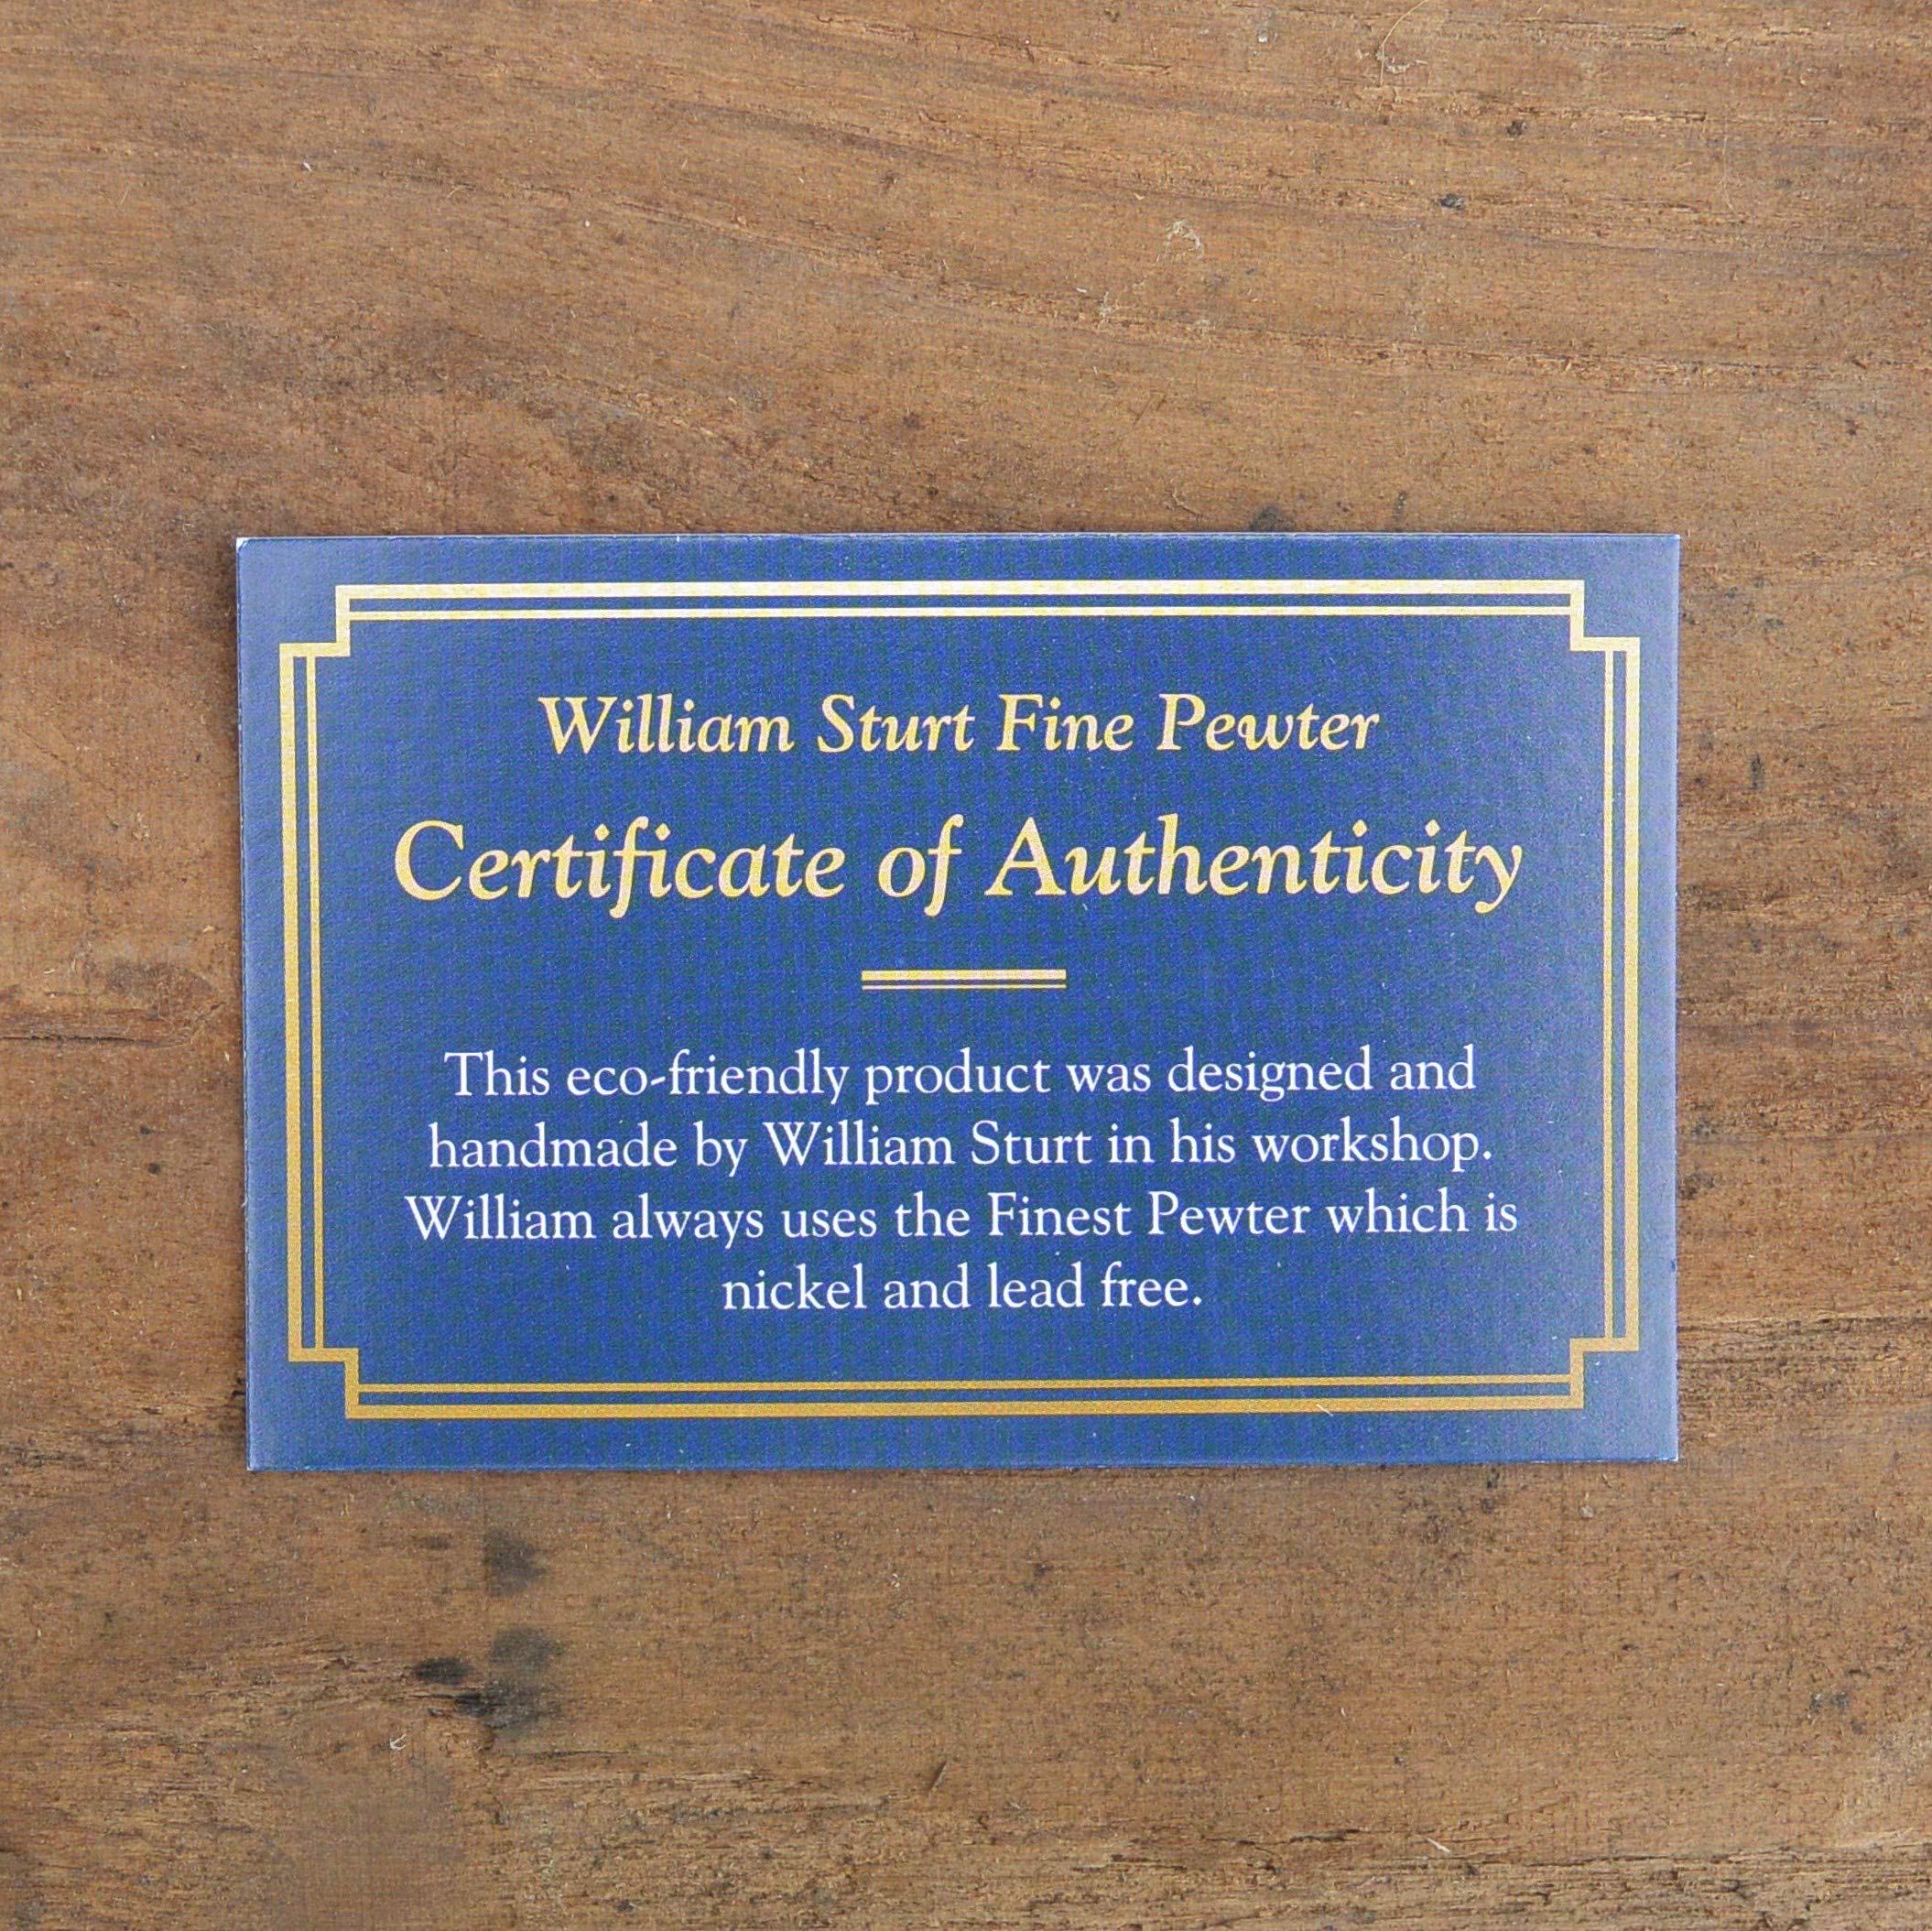 William Sturt Fine Pewter
Certificate of Authenticity
This eco-friendly product was designed and
handmade by William Sturt in his workshop.
William always uses the Finest Pewter which is
nickel and lead free.